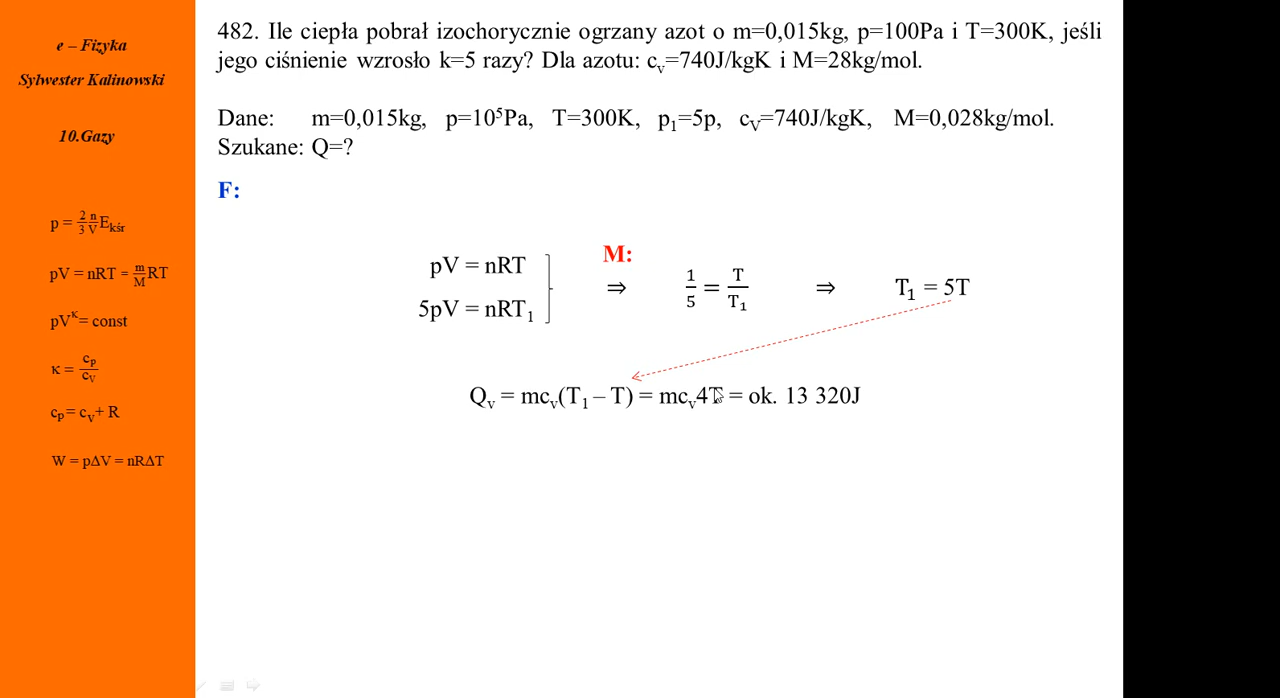 e – Fizyka
Sylwester Kalinowski
10.Gazy
p = 2/3 n/V Ekśr
pV = nRT = m/M RT
pV^κ = const
κ = cp/cV
cp = cv + R
W = pΔV = nRΔT
482. Ile ciepła pobrał izochorycznie ogrzany azot o m=0,015kg, p=100Pa i T=300K, jeśli
jego ciśnienie wzrosło k=5 razy? Dla azotu: cv=740J/kgK i M=28kg/mol.
Dane: m=0,015kg, p=10⁵Pa, T=300K, p₁=5p, cV=740J/kgK, M=0,028kg/mol.
Szukane: Q=?
F:
M:
pV = nRT
5pV = nRT₁
⇒ 1/5 = T/T₁ ⇒ T₁ = 5T
Qv = mcv(T₁ – T) = mcv4T = ok. 13 320J